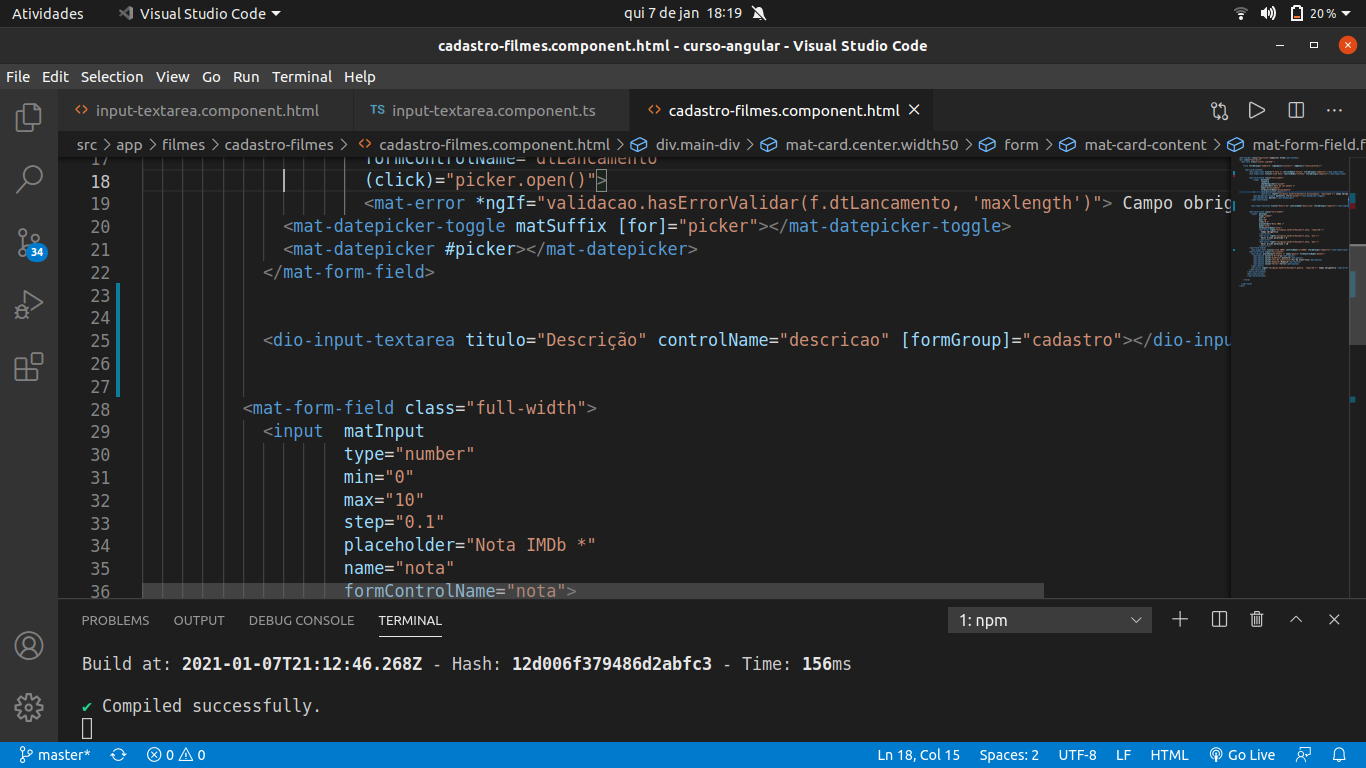 Atividades Visual Studio Code qui 7 de jan 18:19 20 %
cadastro-filmes.component.html - curso-angular - Visual Studio Code
File Edit Selection View Go Run Terminal Help
input-textarea.component.html TS input-textarea.component.ts cadastro-filmes.component.html
src > app > filmes > cadastro-filmes > cadastro-filmes.component.html > div.main-div > mat-card.center.width50 > form > mat-card-content > mat-form-field.f
17 formControlName="dtLancamento"
18 (click)="picker.open()">
19 <mat-error *ngIf="validacao.hasErrorValidar(f.dtLancamento, 'maxlength')"> Campo obrig
20 <mat-datepicker-toggle matSuffix [for]="picker"></mat-datepicker-toggle>
21 <mat-datepicker #picker></mat-datepicker>
22 </mat-form-field>
23
24
25 <dio-input-textarea titulo="Descrição" controlName="descricao" [formGroup]="cadastro"></dio-inpu
26
27
28 <mat-form-field class="full-width">
29 <input matInput
30 type="number"
31 min="0"
32 max="10"
33 step="0.1"
34 placeholder="Nota IMDb *"
35 name="nota"
36 formControlName="nota">
34
PROBLEMS OUTPUT DEBUG CONSOLE TERMINAL 1: npm
Build at: 2021-01-07T21:12:46.268Z - Hash: 12d006f379486d2abfc3 - Time: 156ms
✔ Compiled successfully.
master* 0 0 Ln 18, Col 15 Spaces: 2 UTF-8 LF HTML Go Live